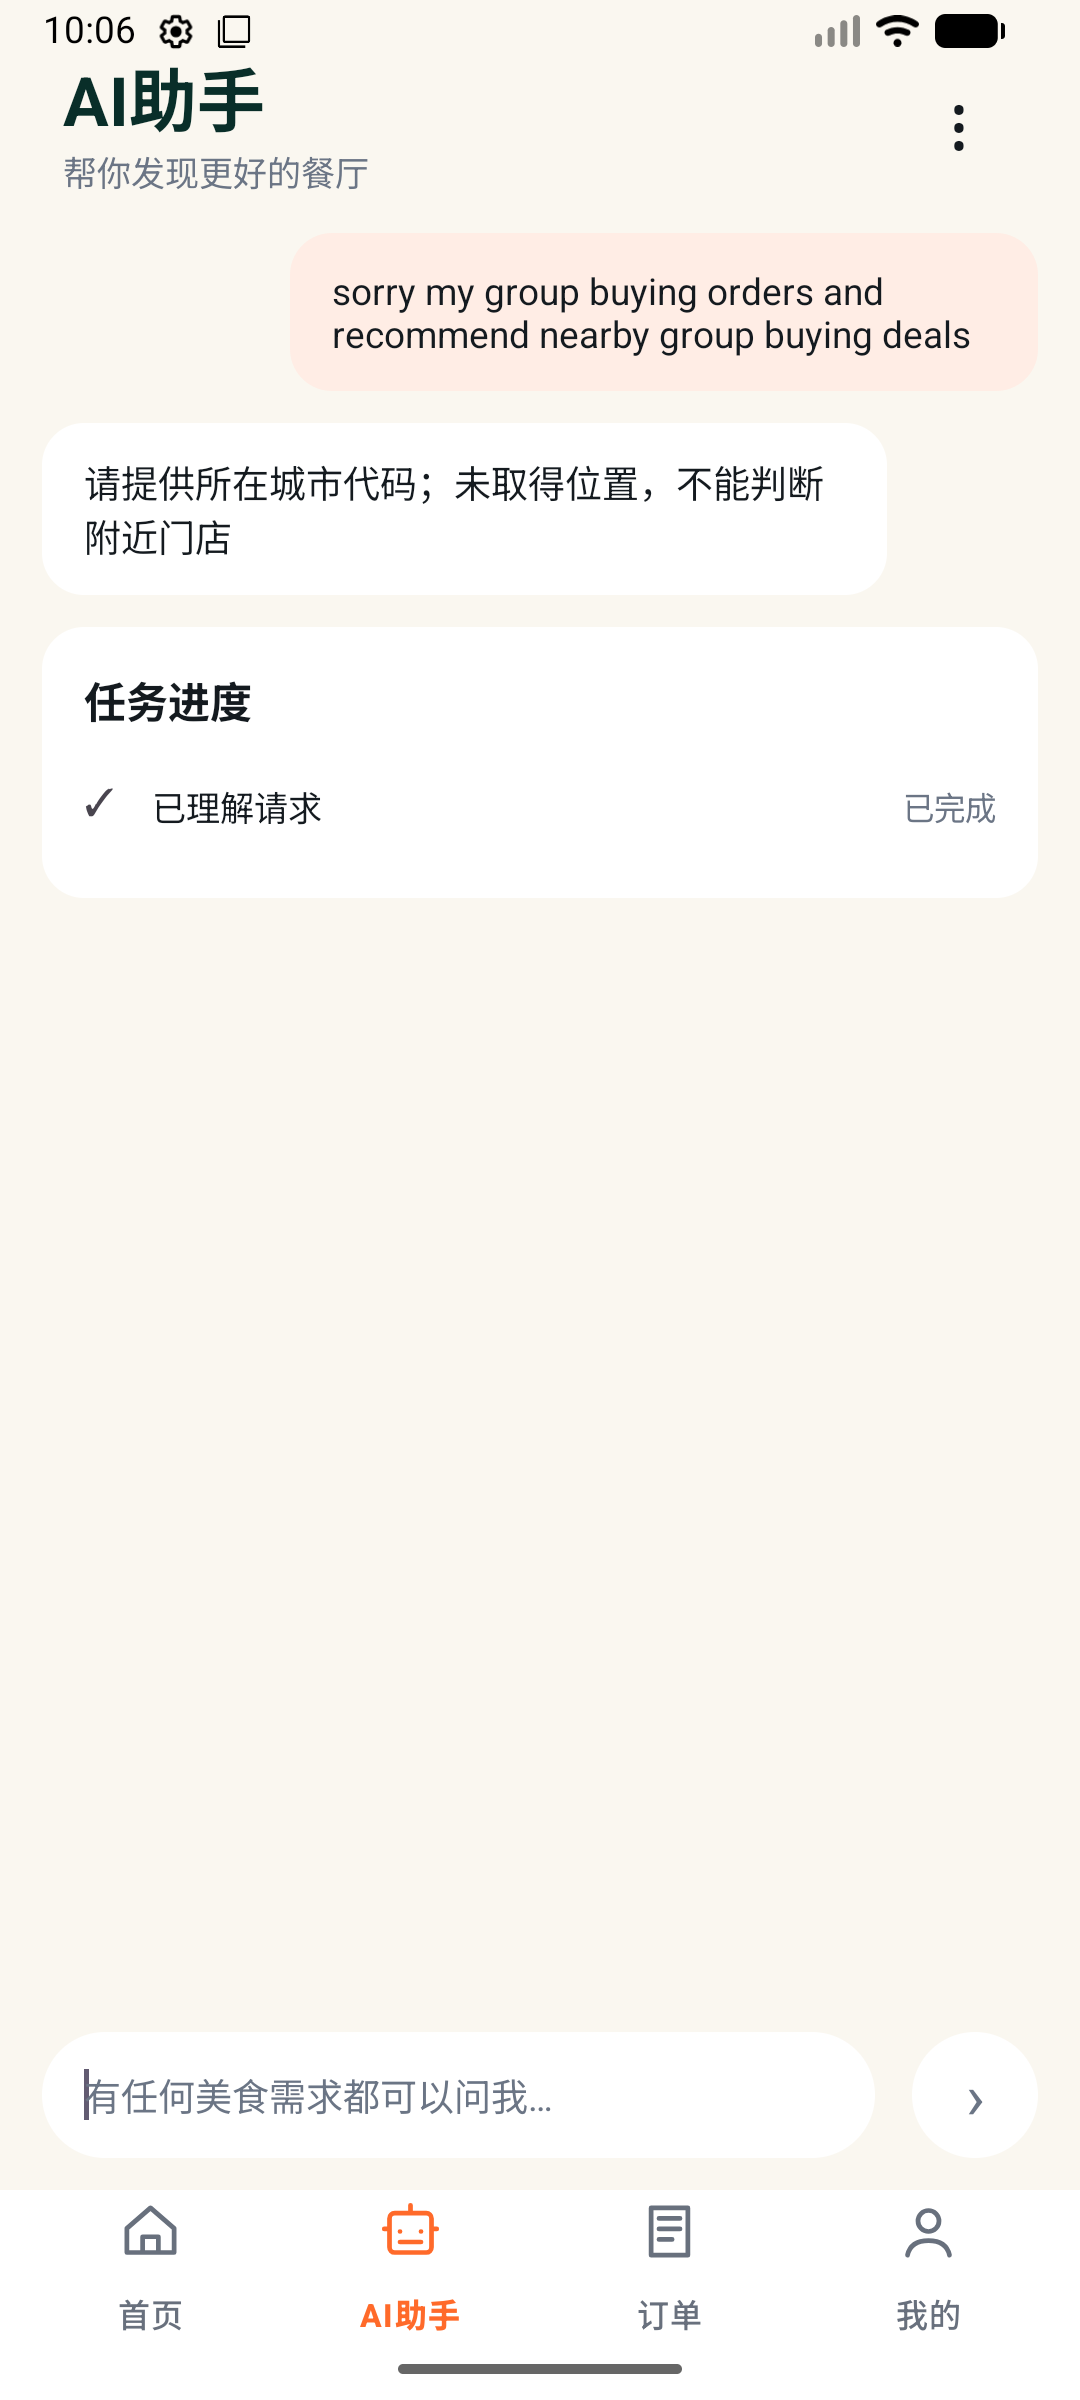 10:06
AI助手
帮你发现更好的餐厅
sorry my group buying orders and
recommend nearby group buying deals
请提供所在城市代码；未取得位置，不能判断
附近门店
任务进度
✓ 已理解请求 已完成
有任何美食需求都可以问我...
首页 AI助手 订单 我的